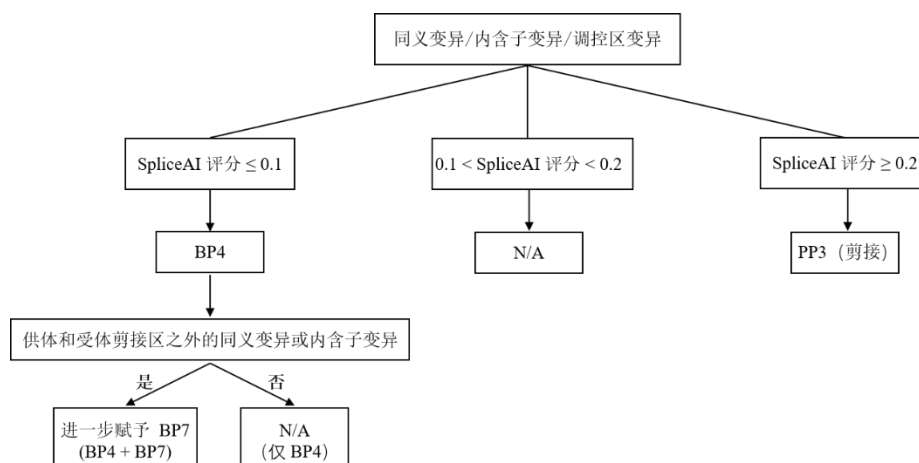 同义变异/内含子变异/调控区变异
SpliceAI 评分 ≤ 0.1
0.1 < SpliceAI 评分 < 0.2
SpliceAI 评分 ≥ 0.2
BP4
N/A
PP3（剪接）
供体和受体剪接区之外的同义变异或内含子变异
是
否
进一步赋予 BP7
(BP4 + BP7)
N/A
（仅 BP4）